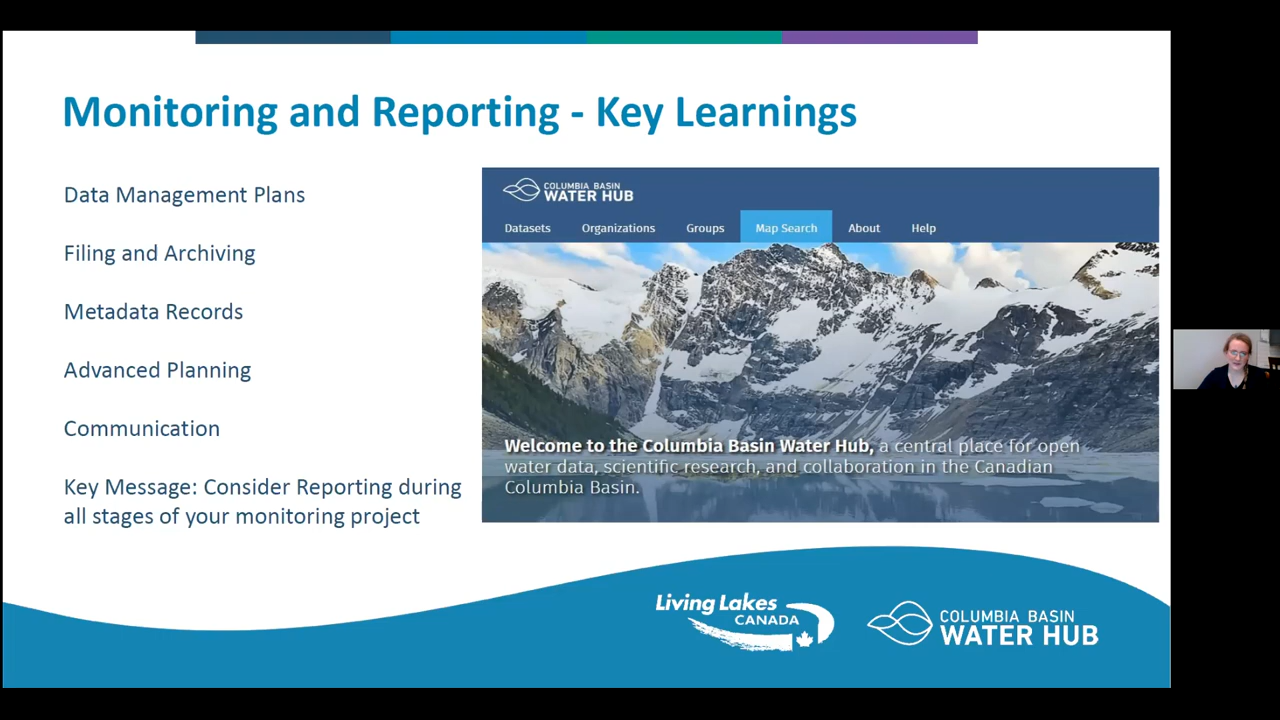 Monitoring and Reporting - Key Learnings
Data Management Plans
Filing and Archiving
Metadata Records
Advanced Planning
Communication
Key Message: Consider Reporting during
all stages of your monitoring project
COLUMBIA BASIN
WATER HUB
Datasets Organizations Groups Map Search About Help
Welcome to the Columbia Basin Water Hub, a central place for open
water data, scientific research, and collaboration in the Canadian
Columbia Basin.
Living Lakes
CANADA
COLUMBIA BASIN
WATER HUB